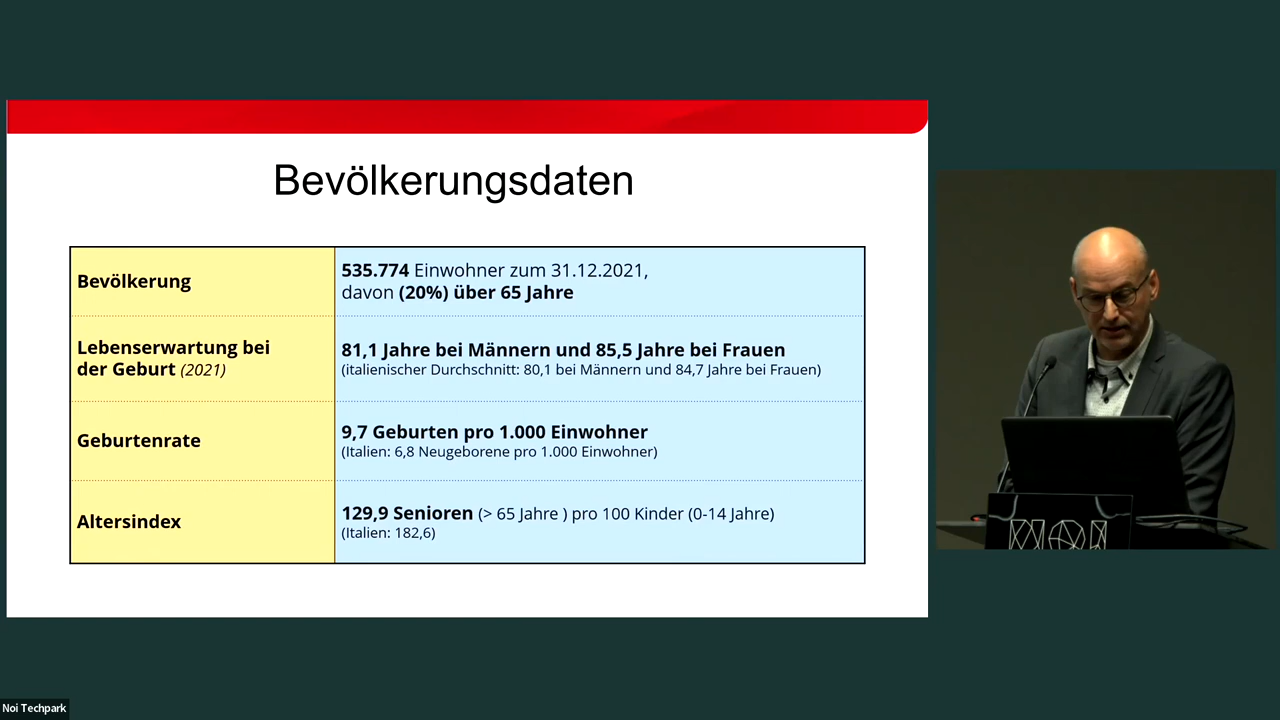 Bevölkerungsdaten
Bevölkerung
535.774 Einwohner zum 31.12.2021,
davon (20%) über 65 Jahre
Lebenserwartung bei
der Geburt (2021)
81,1 Jahre bei Männern und 85,5 Jahre bei Frauen
(italienischer Durchschnitt: 80,1 bei Männern und 84,7 Jahre bei Frauen)
Geburtenrate
9,7 Geburten pro 1.000 Einwohner
(Italien: 6,8 Neugeborene pro 1.000 Einwohner)
Altersindex
129,9 Senioren (> 65 Jahre ) pro 100 Kinder (0-14 Jahre)
(Italien: 182,6)
NOI
Noi Techpark